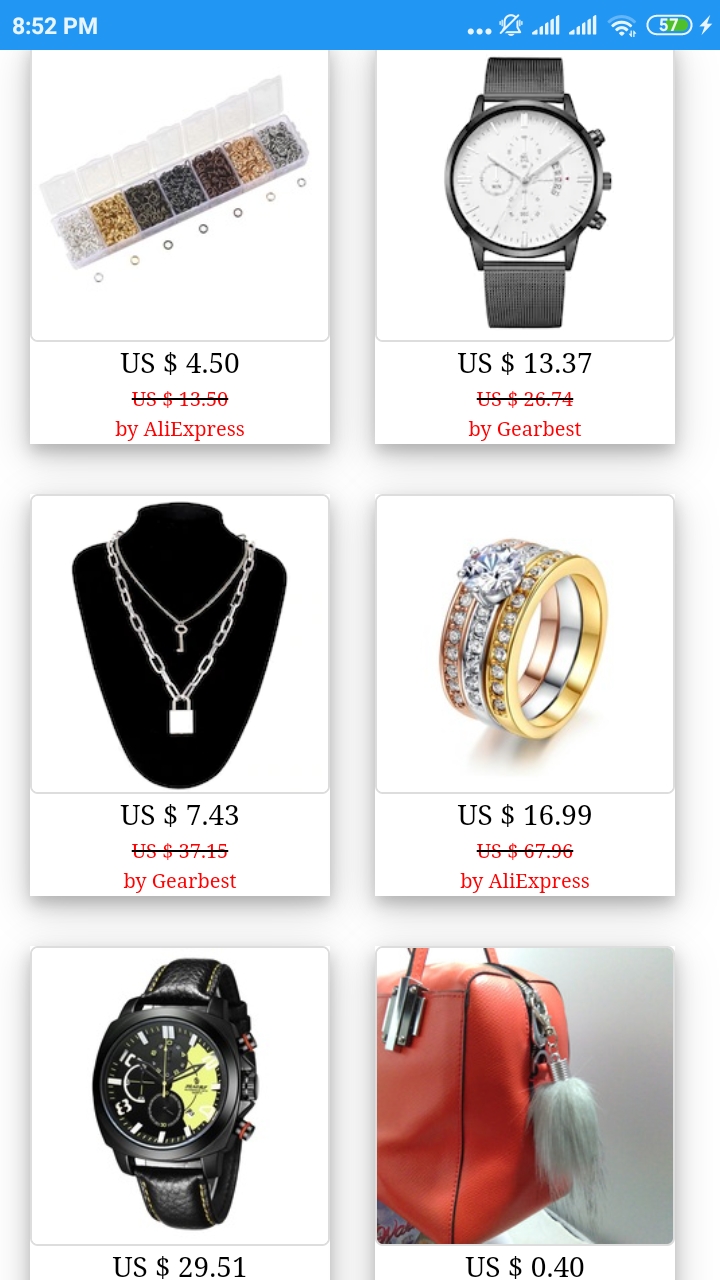 8:52 PM
57
US $ 4.50
US $ 13.50
by AliExpress
US $ 13.37
US $ 26.74
by Gearbest
US $ 7.43
US $ 37.15
by Gearbest
US $ 16.99
US $ 67.96
by AliExpress
US $ 29.51
US $ 0.40